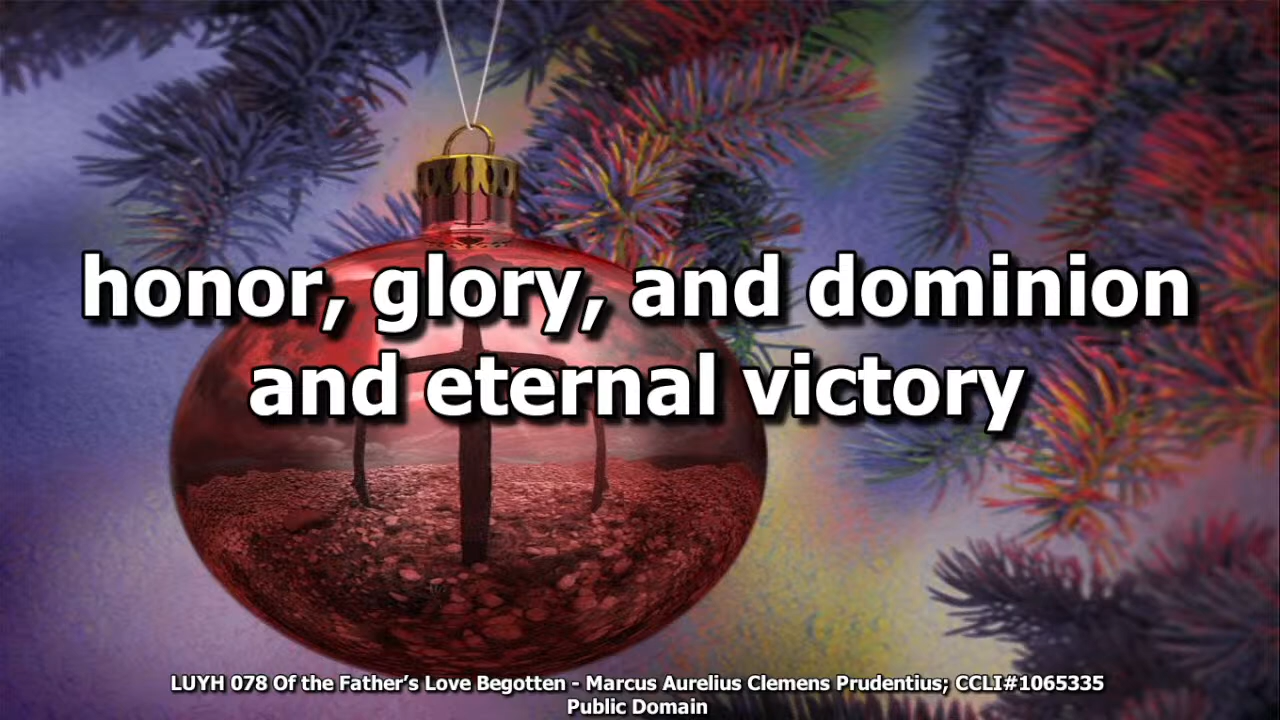 honor, glory, and dominion
and eternal victory
LUYH 078 Of the Father’s Love Begotten - Marcus Aurelius Clemens Prudentius; CCLI#1065335
Public Domain